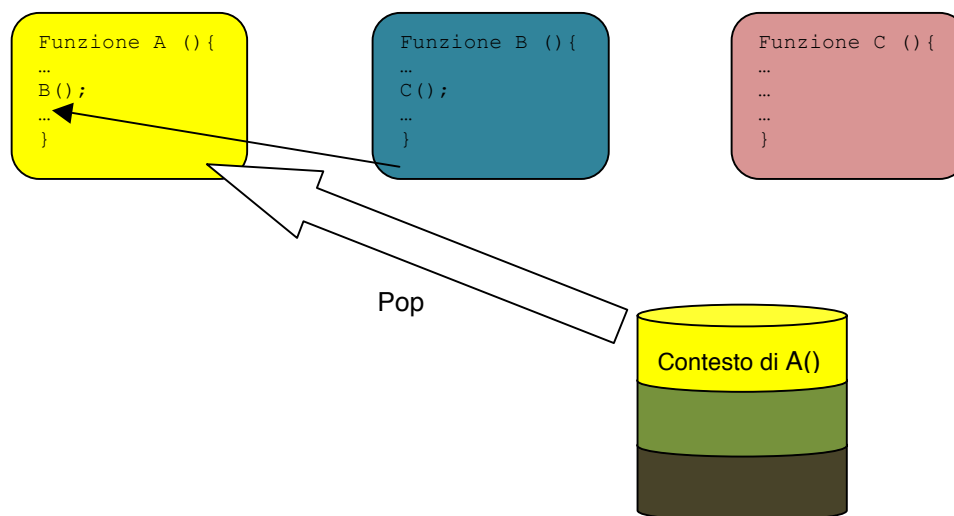 Funzione A (){
…
B();
…
}
Funzione B (){
…
C();
…
}
Funzione C (){
…
…
…
}
Pop
Contesto di A()